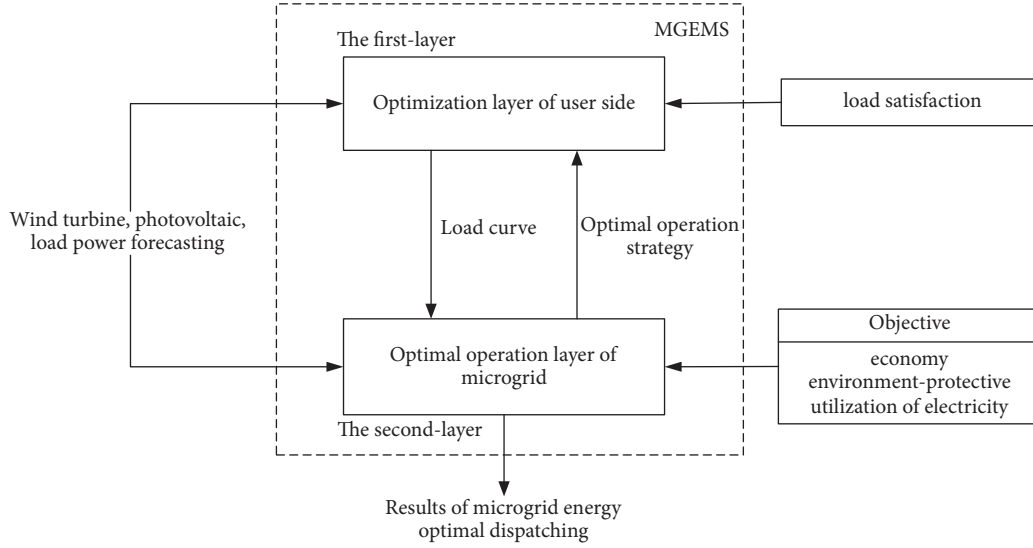 The first-layer
MGEMS
Optimization layer of user side
load satisfaction
Wind turbine, photovoltaic,
load power forecasting
Load curve
Optimal operation
strategy
Optimal operation layer of
microgrid
Objective
economy
environment-protective
utilization of electricity
The second-layer
Results of microgrid energy
optimal dispatching